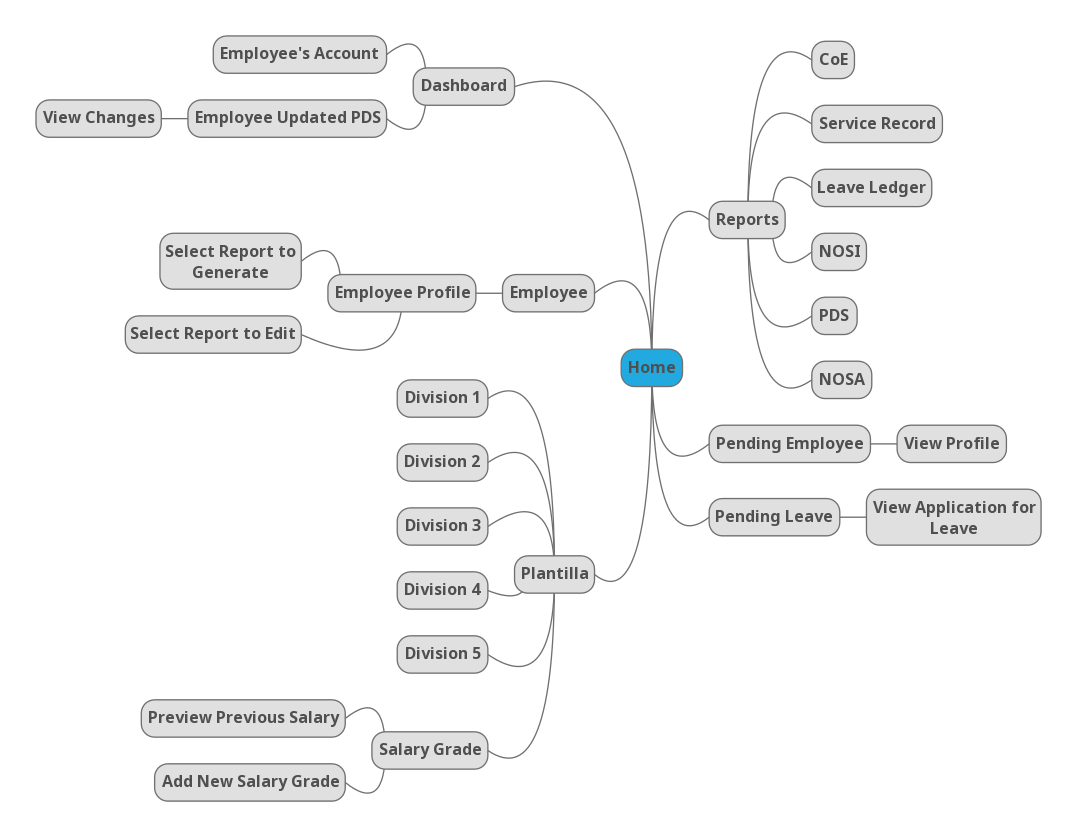 Employee's Account
Dashboard
View Changes
Employee Updated PDS
Select Report to
Generate
Employee Profile
Employee
Select Report to Edit
Home
Division 1
Division 2
Division 3
Division 4
Division 5
Plantilla
Preview Previous Salary
Salary Grade
Add New Salary Grade
CoE
Service Record
Leave Ledger
Reports
NOSI
PDS
NOSA
Pending Employee
View Profile
Pending Leave
View Application for
Leave